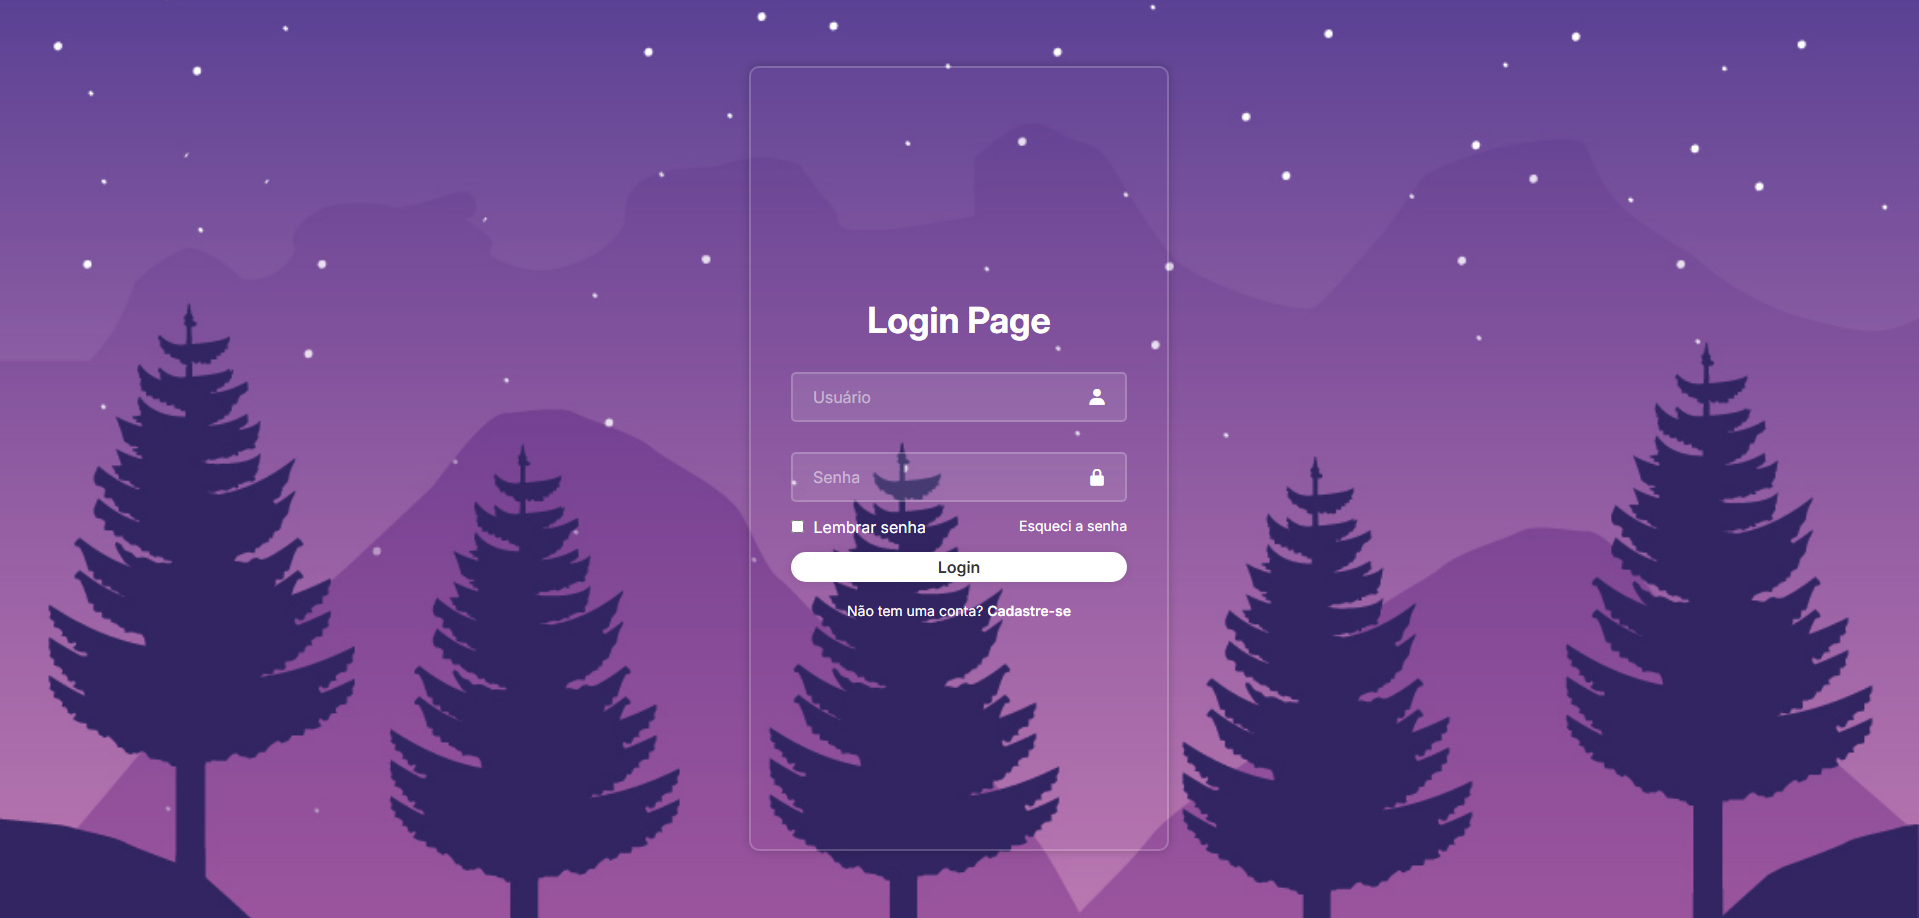 Login Page
Usuário
Senha
Lembrar senha Esqueci a senha
Login
Não tem uma conta? Cadastre-se